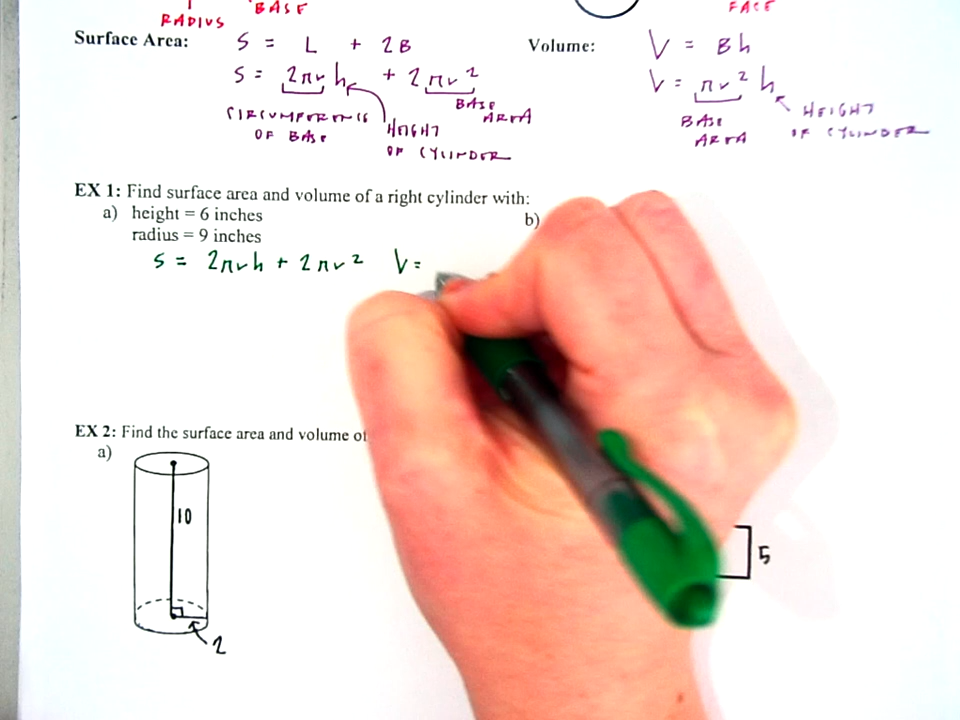 RADIUS BASE FACE
Surface Area: S = L + 2B Volume: V = Bh
S = 2πrh + 2πr² V = πr²h
CIRCUMFERENCE OF BASE
HEIGHT OF CYLINDER
BASE AREA
BASE AREA
HEIGHT OF CYLINDER
EX 1: Find surface area and volume of a right cylinder with:
a) height = 6 inches b)
radius = 9 inches
S = 2πrh + 2πr² V =
EX 2: Find the surface area and volume of
a)
10
2
5